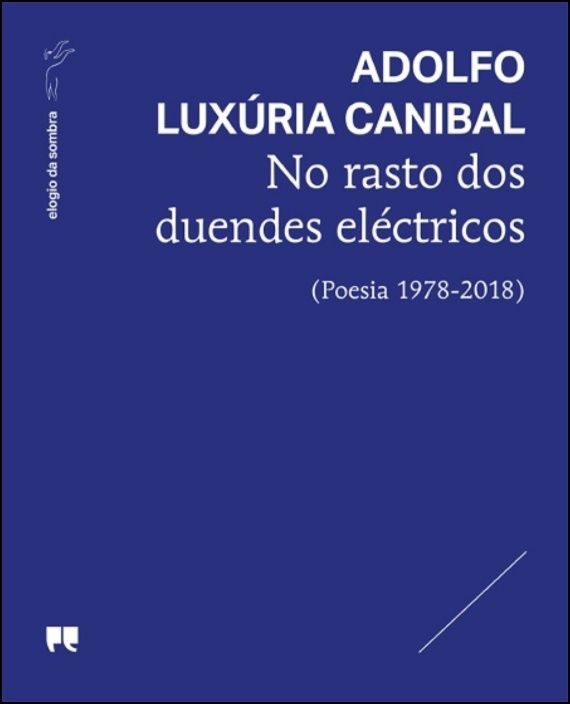 elogio da sombra
ADOLFO
LUXÚRIA CANIBAL
No rasto dos
duendes eléctricos
(Poesia 1978-2018)